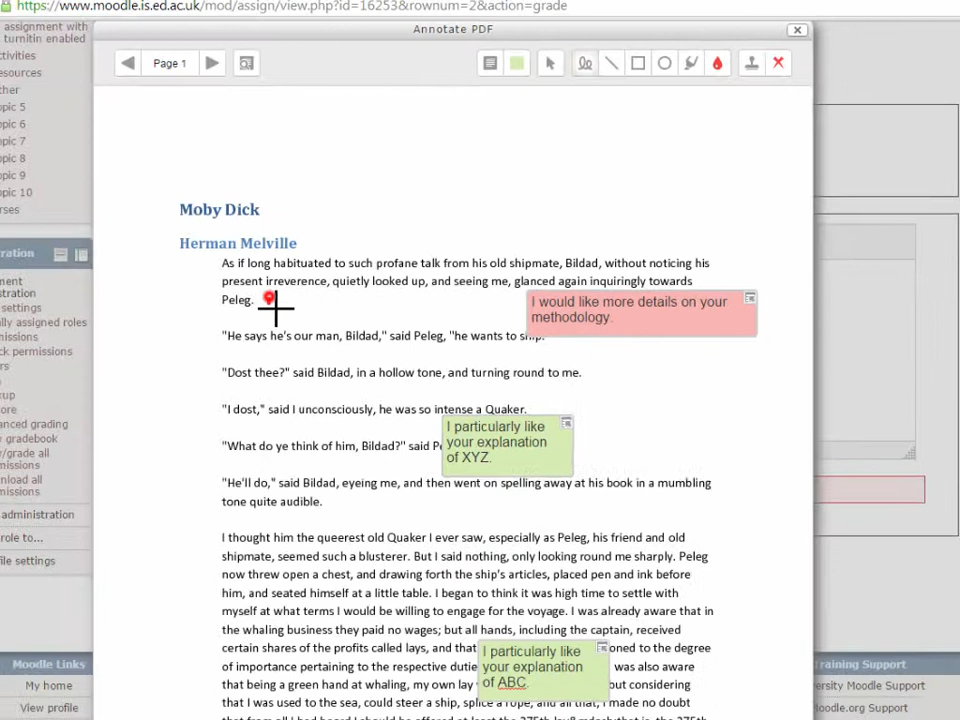 https://www.moodle.is.ed.ac.uk/mod/assign/view.php?id=16253&rownum=2&action=grade
Annotate PDF
Page 1
assignment with
turnitin enabled
ctivities
esources
ther
opic 5
opic 6
opic 7
opic 8
opic 9
opic 10
rses
ration
ment
stration
settings
lly assigned roles
missions
ck permissions
rs
kup
ore
anced grading
w gradebook
w/grade all
missions
nload all
missions
administration
role to...
file settings
Moodle Links
My home
View profile
Moby Dick
Herman Melville
As if long habituated to such profane talk from his old shipmate, Bildad, without noticing his
present irreverence, quietly looked up, and seeing me, glanced again inquiringly towards
Peleg.
I would like more details on your
methodology.
"He says he's our man, Bildad," said Peleg, "he wants to ship."
"Dost thee?" said Bildad, in a hollow tone, and turning round to me.
"I dost," said I unconsciously, he was so intense a Quaker.
I particularly like
your explanation
of XYZ.
"What do ye think of him, Bildad?" said Pe
"He'll do," said Bildad, eyeing me, and then went on spelling away at his book in a mumbling
tone quite audible.
I thought him the queerest old Quaker I ever saw, especially as Peleg, his friend and old
shipmate, seemed such a blusterer. But I said nothing, only looking round me sharply. Peleg
now threw open a chest, and drawing forth the ship's articles, placed pen and ink before
him, and seated himself at a little table. I began to think it was high time to settle with
myself at what terms I would be willing to engage for the voyage. I was already aware that in
the whaling business they paid no wages; but all hands, including the captain, received
certain shares of the profits called lays, and that oned to the degree
of importance pertaining to the respective dutie was also aware
that being a green hand at whaling, my own lay but considering
that I was used to the sea, could steer a ship, splice a rope, and all that, I made no doubt
I particularly like
your explanation
of ABC.
raining Support
versity Moodle Support
Moodle.org Support